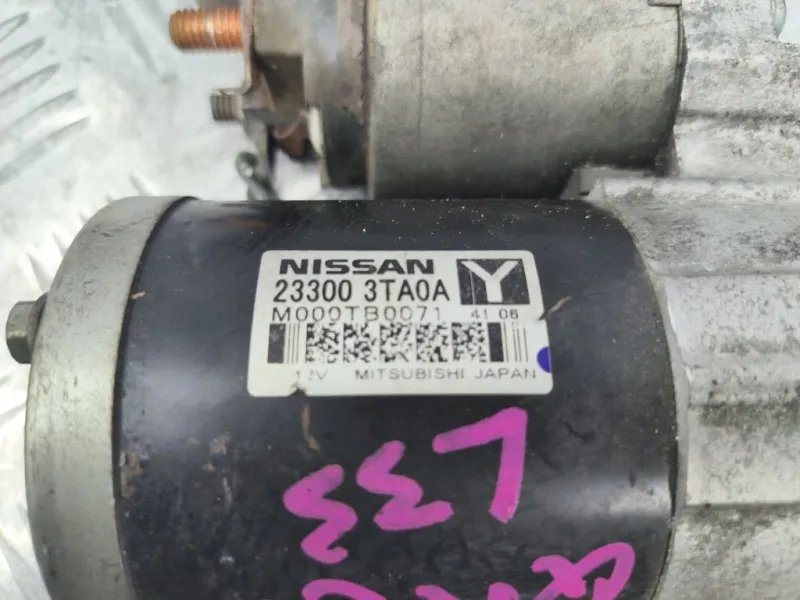 NISSAN Y
23300 3TA0A
M000TB0071 41 06
12V MITSUBISHI JAPAN
L33